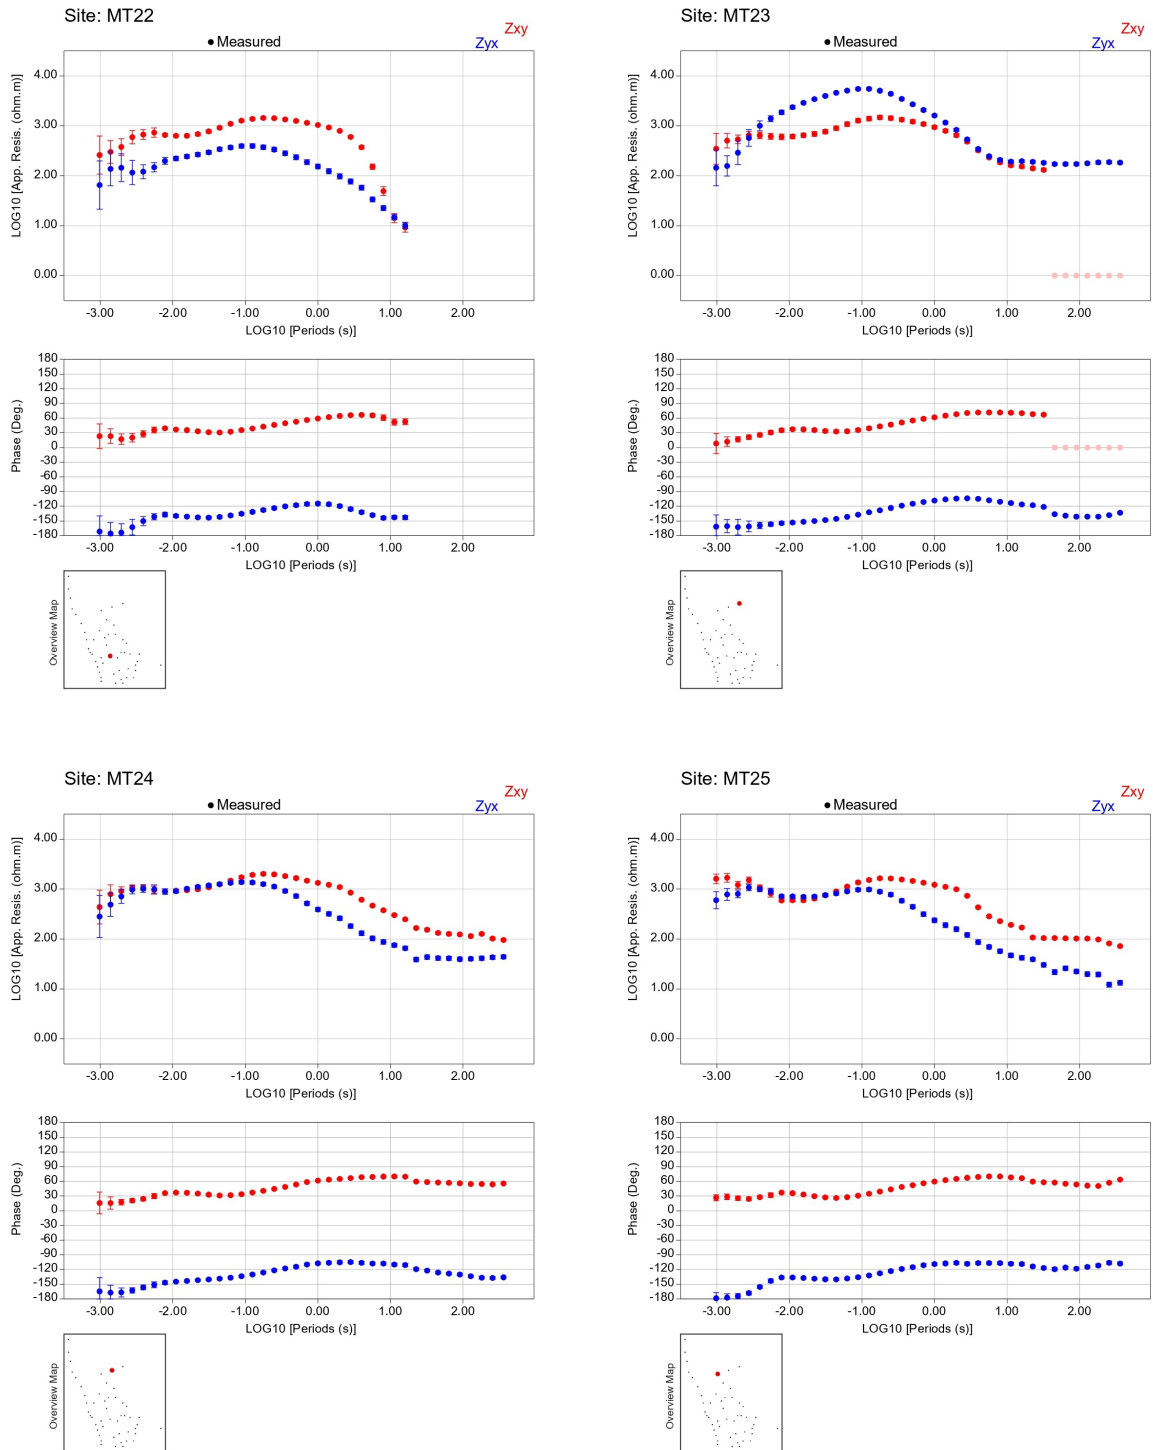 Site: MT22
Measured
Zxy
Zyx
LOG10 [App. Resis. (ohm.m)]
4.00
3.00
2.00
1.00
0.00
-3.00 -2.00 -1.00 0.00 1.00 2.00
LOG10 [Periods (s)]
Phase (Deg.)
180
150
120
90
60
30
0
-30
-60
-90
-120
-150
-180
-3.00 -2.00 -1.00 0.00 1.00 2.00
LOG10 [Periods (s)]
Overview Map
Site: MT23
Measured
Zxy
Zyx
LOG10 [App. Resis. (ohm.m)]
4.00
3.00
2.00
1.00
0.00
-3.00 -2.00 -1.00 0.00 1.00 2.00
LOG10 [Periods (s)]
Phase (Deg.)
180
150
120
90
60
30
0
-30
-60
-90
-120
-150
-180
-3.00 -2.00 -1.00 0.00 1.00 2.00
LOG10 [Periods (s)]
Overview Map
Site: MT24
Measured
Zxy
Zyx
LOG10 [App. Resis. (ohm.m)]
4.00
3.00
2.00
1.00
0.00
-3.00 -2.00 -1.00 0.00 1.00 2.00
LOG10 [Periods (s)]
Phase (Deg.)
180
150
120
90
60
30
0
-30
-60
-90
-120
-150
-180
-3.00 -2.00 -1.00 0.00 1.00 2.00
LOG10 [Periods (s)]
Overview Map
Site: MT25
Measured
Zxy
Zyx
LOG10 [App. Resis. (ohm.m)]
4.00
3.00
2.00
1.00
0.00
-3.00 -2.00 -1.00 0.00 1.00 2.00
LOG10 [Periods (s)]
Phase (Deg.)
180
150
120
90
60
30
0
-30
-60
-90
-120
-150
-180
-3.00 -2.00 -1.00 0.00 1.00 2.00
LOG10 [Periods (s)]
Overview Map